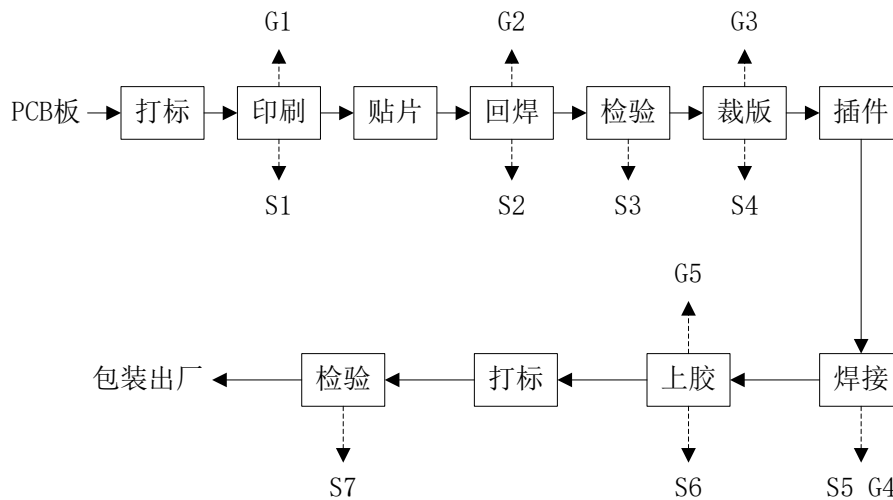 G1 G2 G3
PCB板 打标 印刷 贴片 回焊 检验 裁版 插件
S1 S2 S3 S4
G5
包装出厂 检验 打标 上胶 焊接
S7 S6 S5 G4